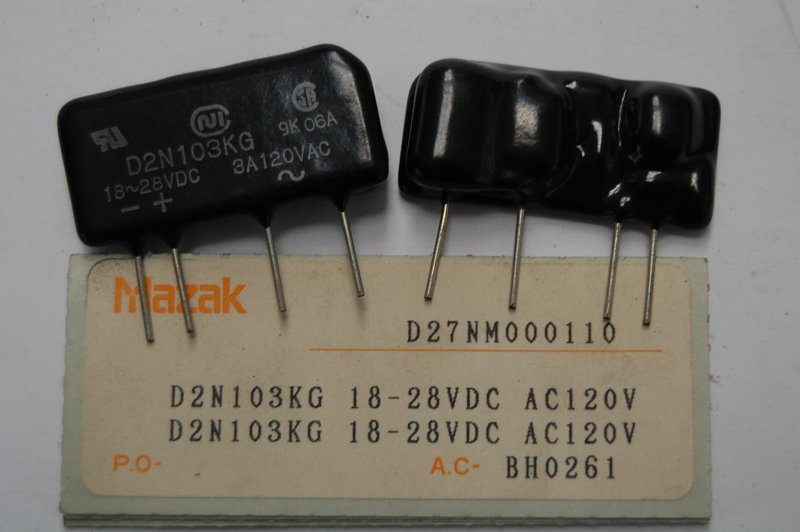 9K 06A
D2N103KG 3A120VAC
18~28VDC ~
− +
Mazak
D27NM000110
D2N103KG 18-28VDC AC120V
D2N103KG 18-28VDC AC120V
P.O- A.C- BH0261